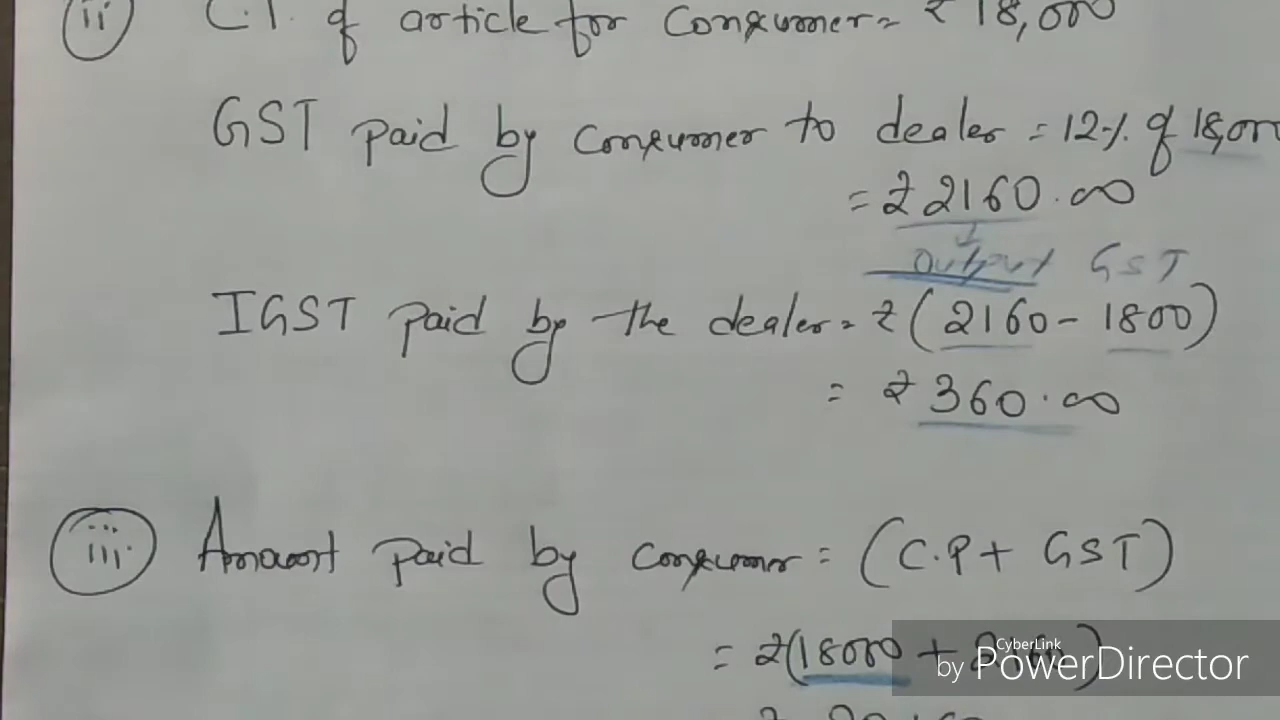 (ii) C.P. of article for Consumer = ₹ 18,000
GST paid by consumer to dealer = 12% of 18,000
= ₹ 2160.00
Output GST
IGST paid by the dealer = ₹ (2160 - 1800)
= ₹ 360.00
(iii) Amount paid by consumer = (C.P + GST)
= ₹(18000 + 2160)
CyberLink
by PowerDirector